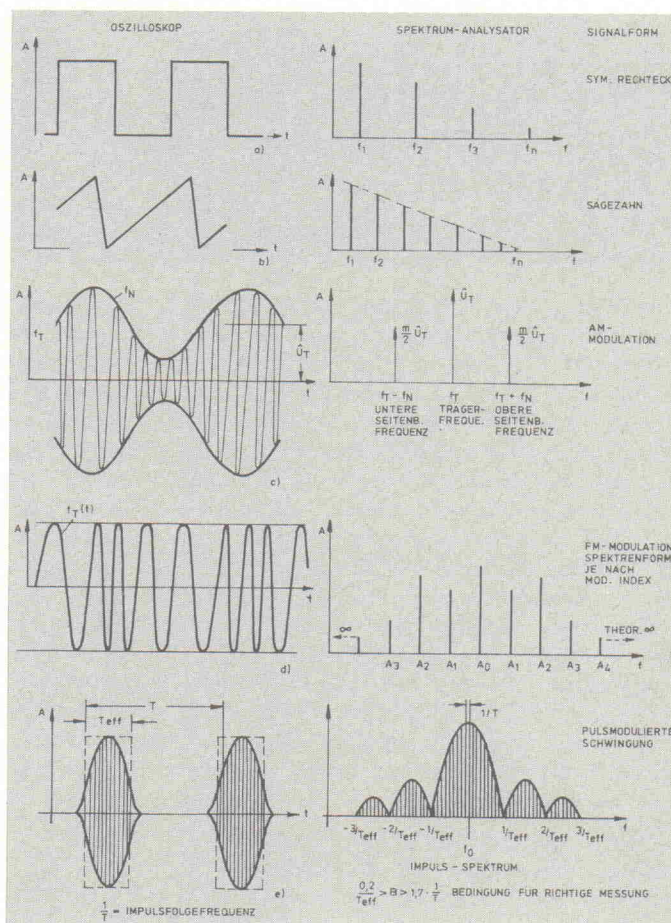 OSZILLOSKOP
SPEKTRUM-ANALYSATOR
SIGNALFORM
A
t
a)
A
f1 f2 f3 fn f
SYM. RECHTECK
A
t
b)
A
f1 f2 fn f
SÄGEZAHN
A
fT
fN
ÛT
t
c)
A
m/2 ÛT
ÛT
m/2 ÛT
f
fT - fN
UNTERE
SEITENB.
FREQUENZ
fT
TRÄGER-
FREQUE.
fT + fN
OBERE
SEITENB.
FREQUENZ
AM-
MODULATION
A
fT(t)
t
d)
A
∞
THEOR. ∞
A3 A2 A1 A0 A1 A2 A3 A4 f
FM-MODULATION
SPEKTRENFORM
JE NACH
MOD. INDEX
A
T
Teff
t
e)
1/T = IMPULSFOLGEFREQUENZ
A
1/T
-3/Teff -2/Teff -1/Teff 1/Teff 2/Teff 3/Teff f
f0
IMPULS - SPEKTRUM
0,2/Teff > B > 1,7 · 1/T BEDINGUNG FÜR RICHTIGE MESSUNG
PULSMODULIERTE
SCHWINGUNG